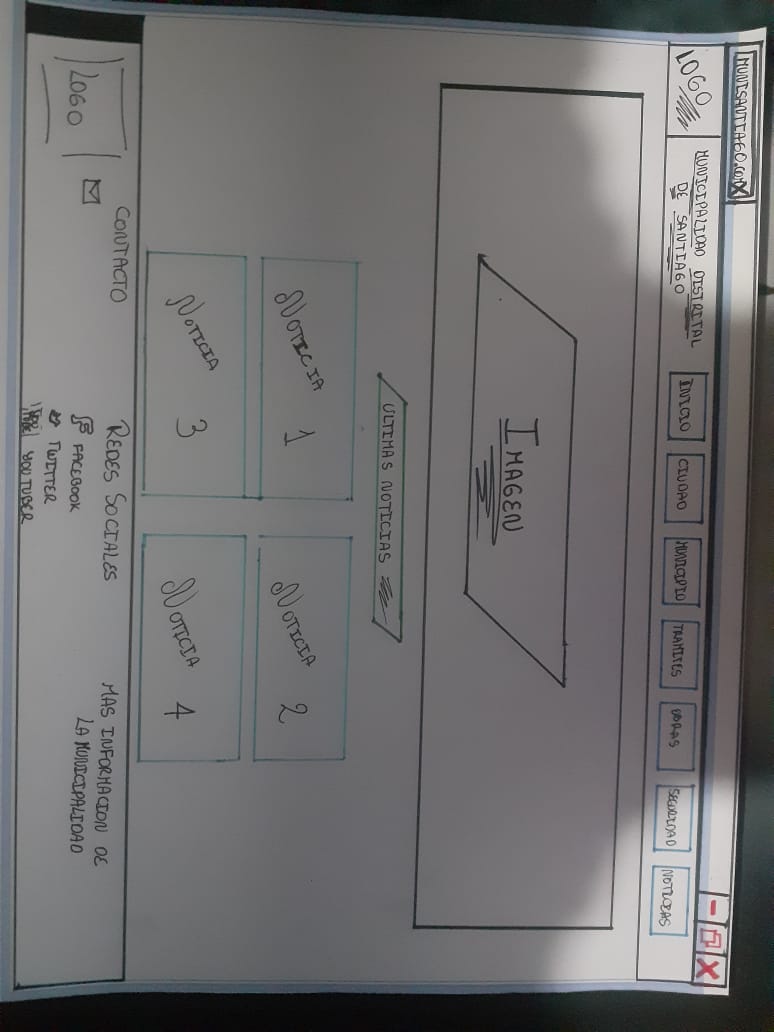 MUNISANTIAGO.com X
LOGO
MUNICIPALIDAD DISTRITAL
DE SANTIAGO
INICIO
CIUDAD
MUNICIPIO
TRAMITES
OBRAS
SEGURIDAD
NOTICIAS
IMAGEN
ULTIMAS NOTICIAS
NOTICIA 1
NOTICIA 2
NOTICIA 3
NOTICIA 4
LOGO
CONTACTO
REDES SOCIALES
FACEBOOK
TWITTER
YOUTUBER
MAS INFORMACION DE
LA MUNICIPALIDAD